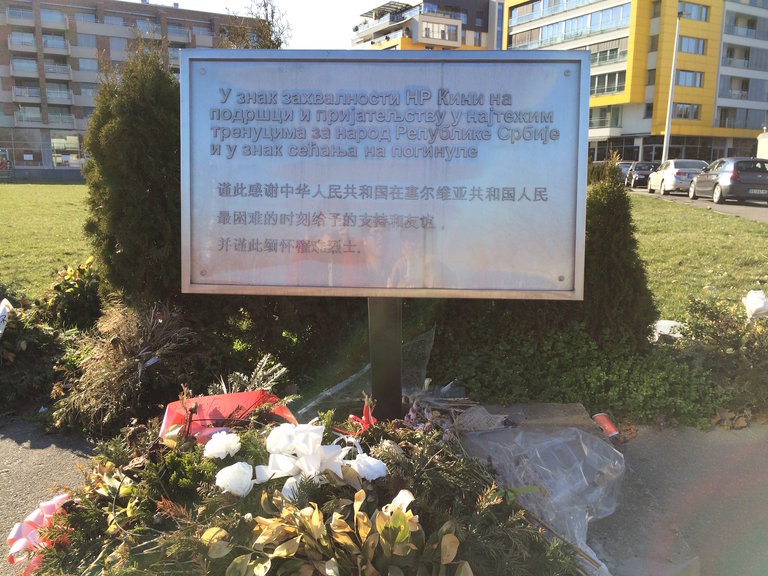 У знак захвалности НР Кини на
подршци и пријатељству у најтежим
тренуцима за народ Републике Србије
и у знак сећања на погинуле
谨此感谢中华人民共和国在塞尔维亚共和国人民
最困难的时刻给予的支持和友谊，
并谨此缅怀牺牲烈士．